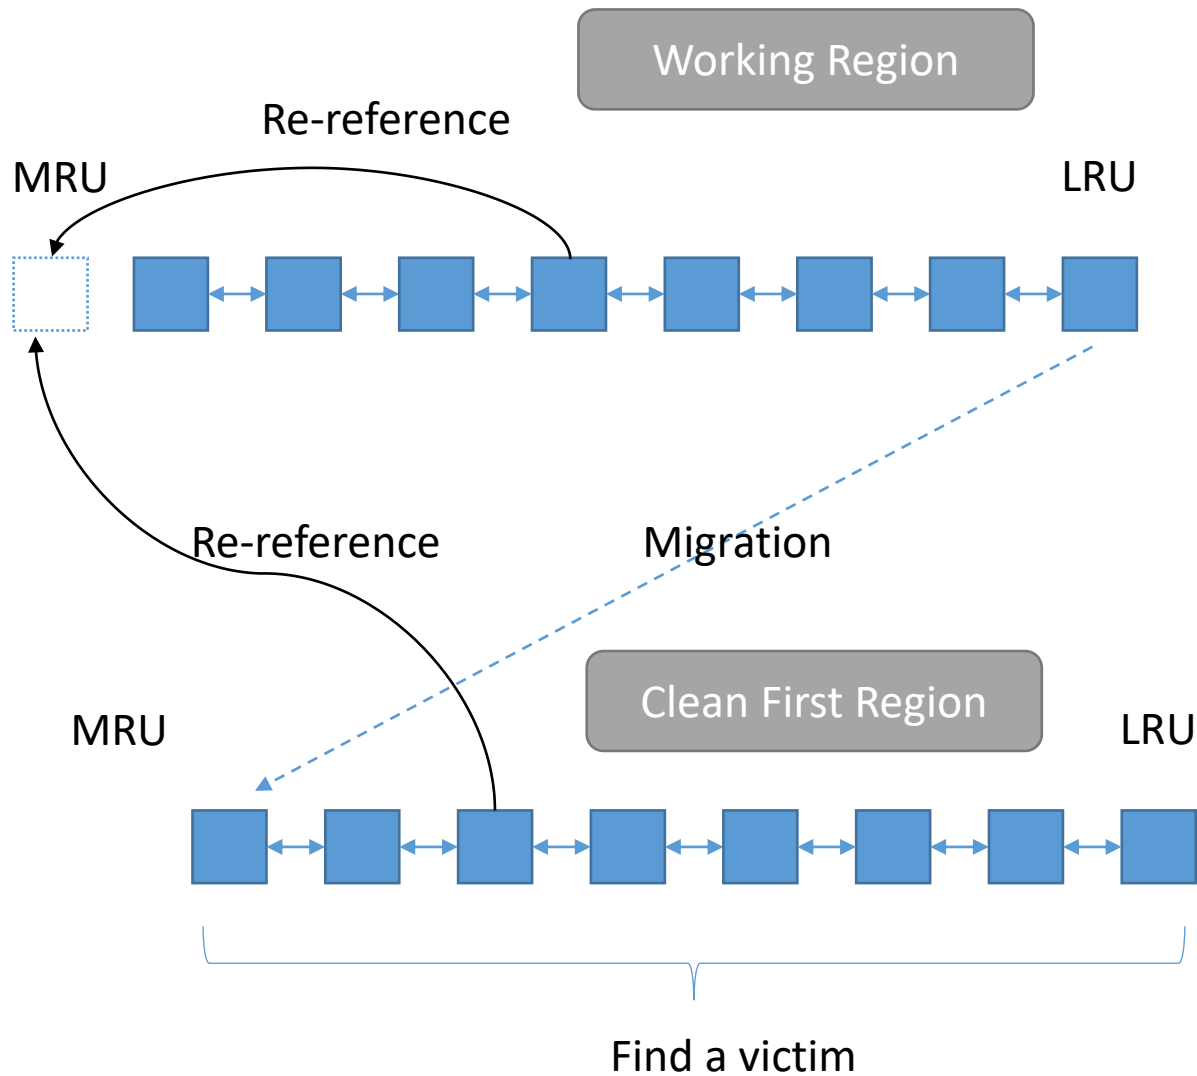 Working Region
Re-reference
MRU
LRU
Re-reference
Migration
Clean First Region
MRU
LRU
Find a victim